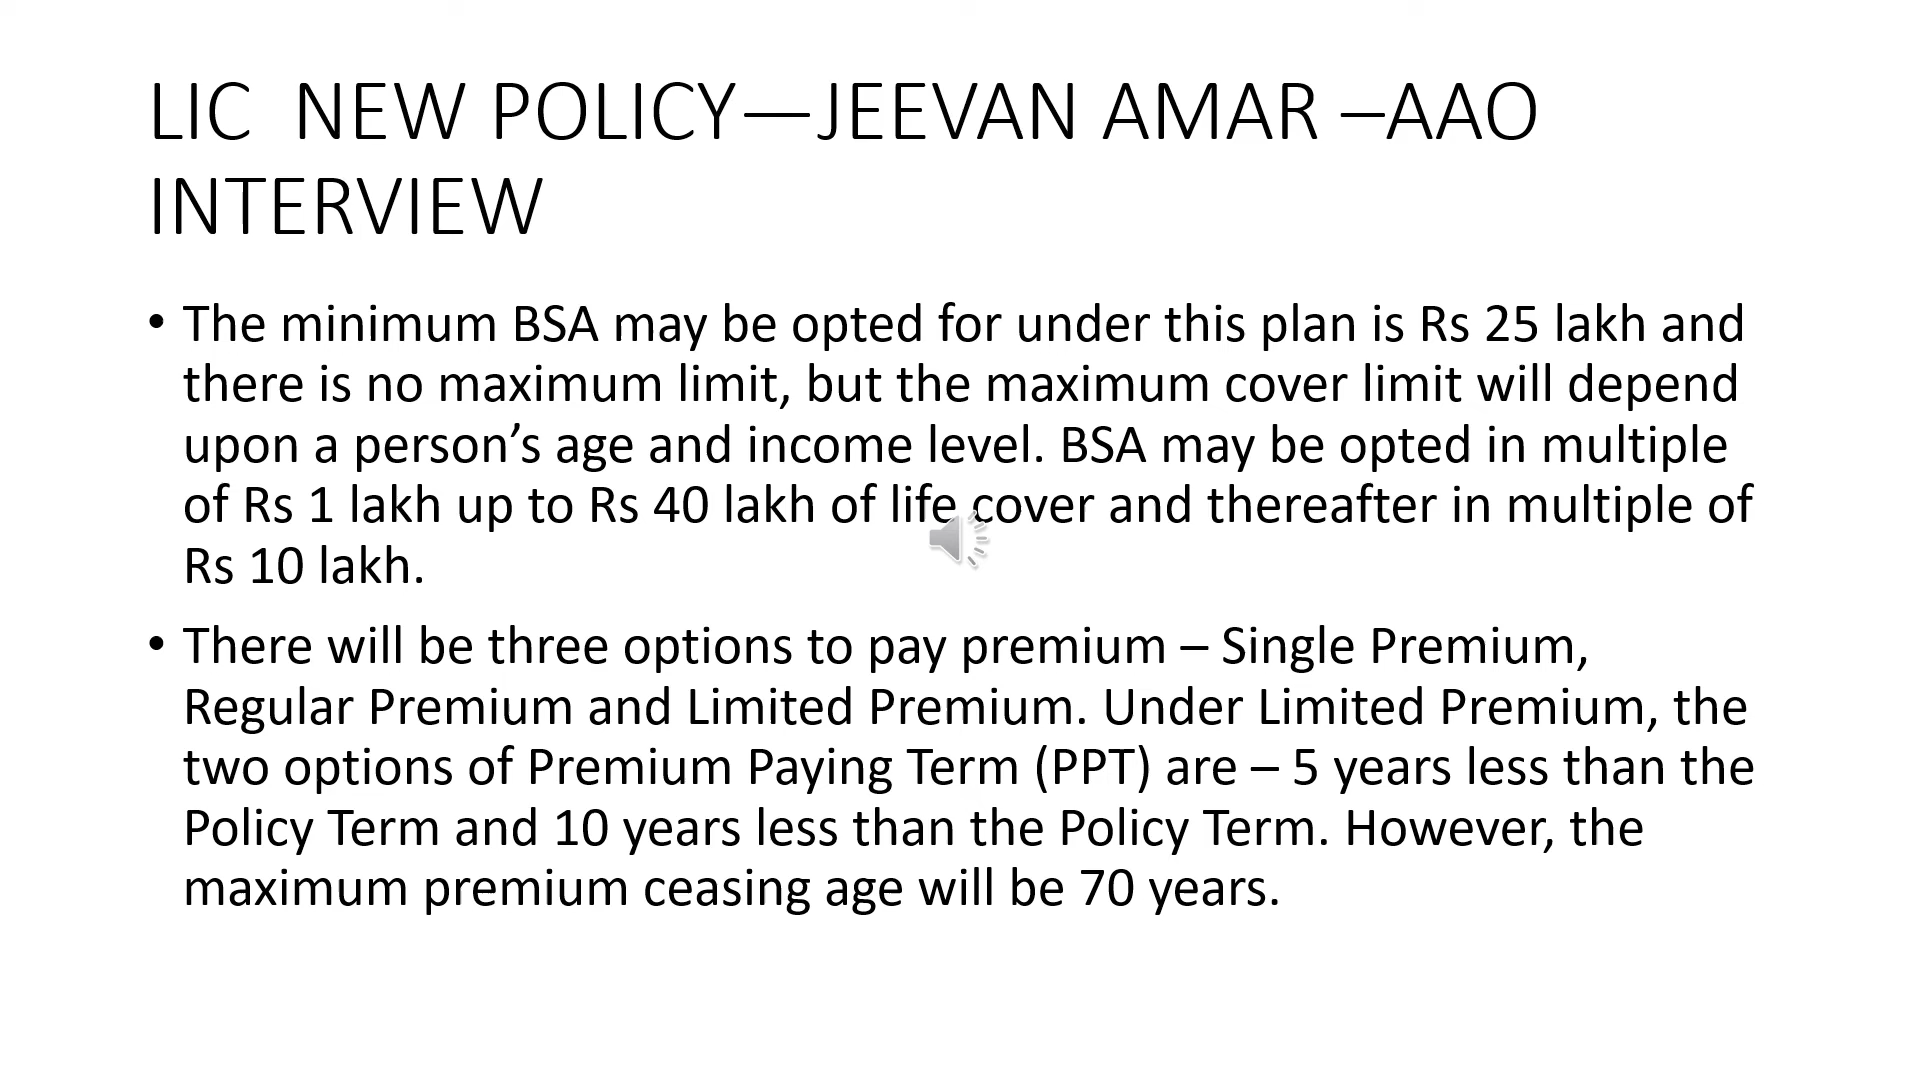 LIC  NEW POLICY—JEEVAN AMAR –AAO
INTERVIEW
• The minimum BSA may be opted for under this plan is Rs 25 lakh and
there is no maximum limit, but the maximum cover limit will depend
upon a person’s age and income level. BSA may be opted in multiple
of Rs 1 lakh up to Rs 40 lakh of life cover and thereafter in multiple of
Rs 10 lakh.
• There will be three options to pay premium – Single Premium,
Regular Premium and Limited Premium. Under Limited Premium, the
two options of Premium Paying Term (PPT) are – 5 years less than the
Policy Term and 10 years less than the Policy Term. However, the
maximum premium ceasing age will be 70 years.